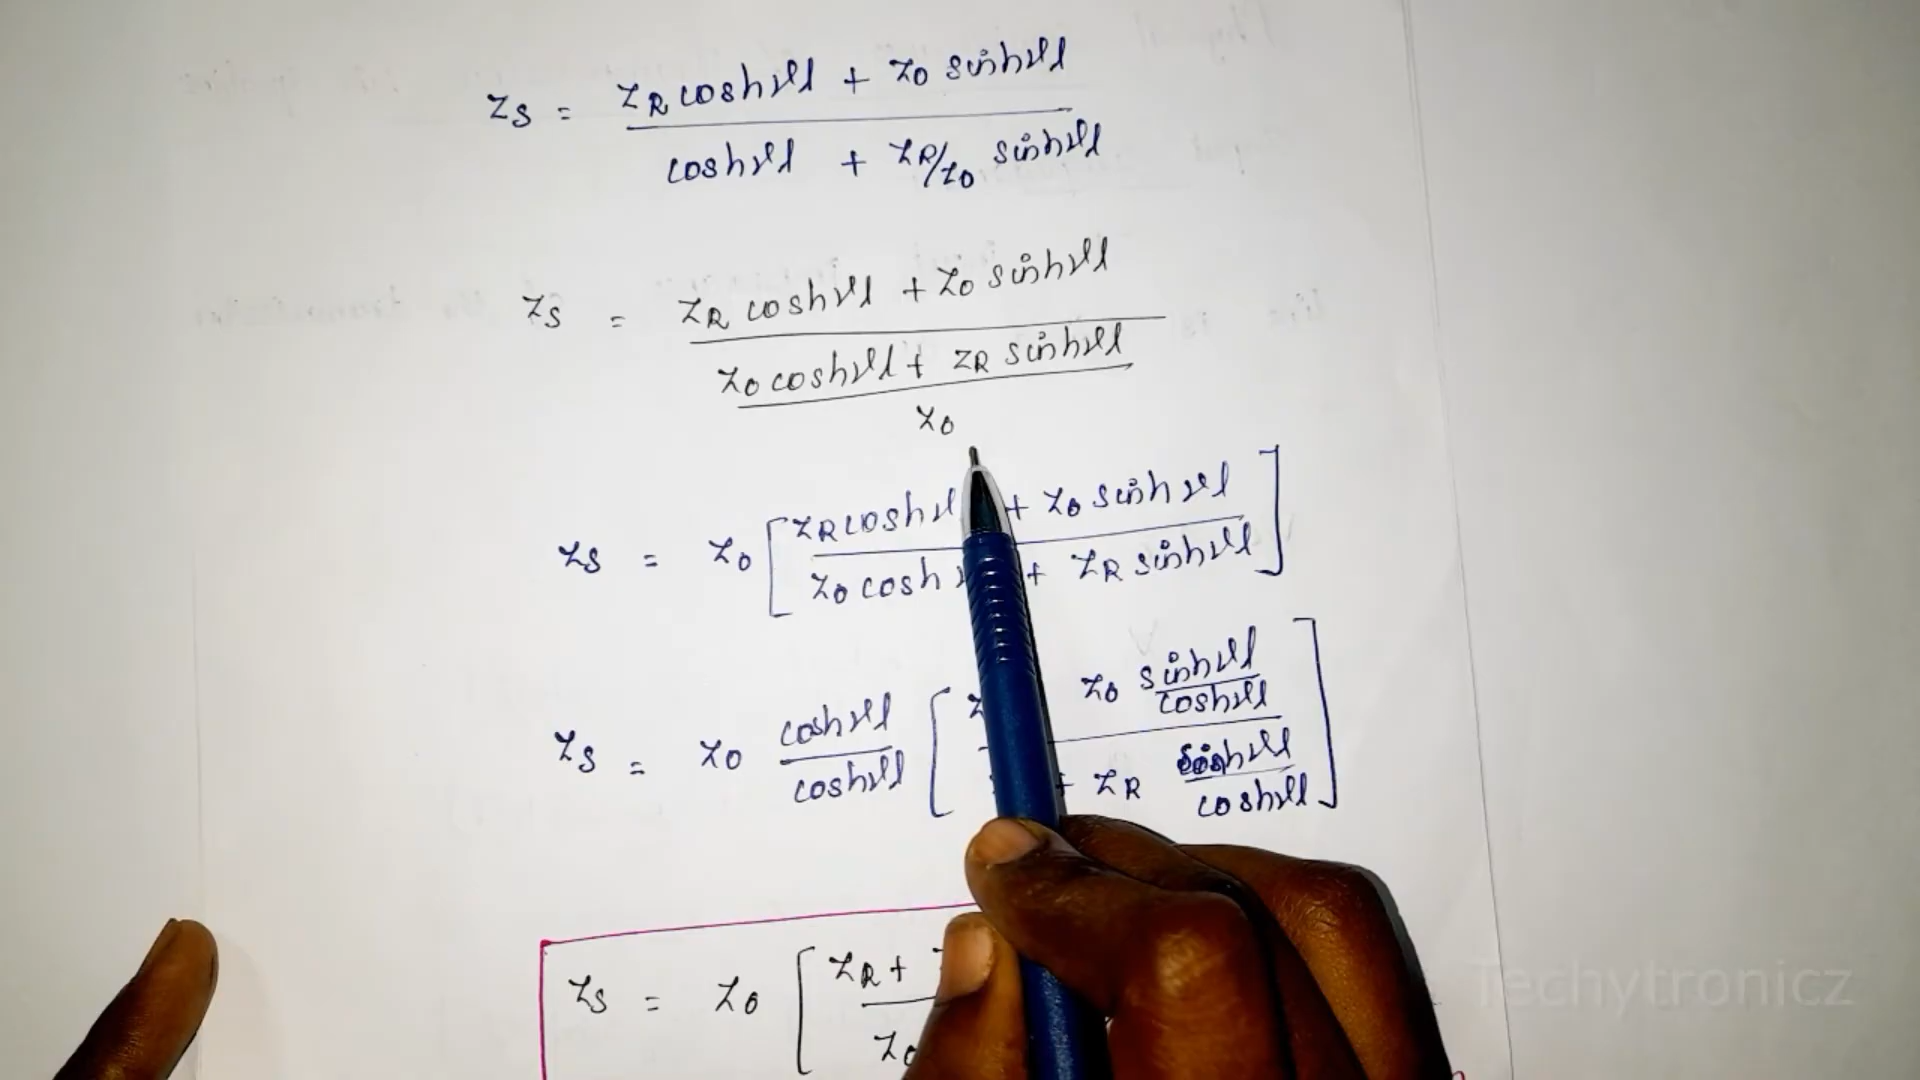 Zs = ZR coshγl + Z0 sinhγl
coshγl + ZR/Z0 sinhγl
Zs = ZR coshγl + Z0 sinhγl
Z0 coshγl + ZR sinhγl
Z0
Zs = Z0 [ ZR coshγl + Z0 sinhγl ]
Z0 cosh + ZR sinhγl
Zs = Z0 coshγl [ Z0 sinhγl
coshγl
coshγl + ZR sinhγl ]
coshγl
Zs = Z0 [ ZR +
Z0
Techytronicz